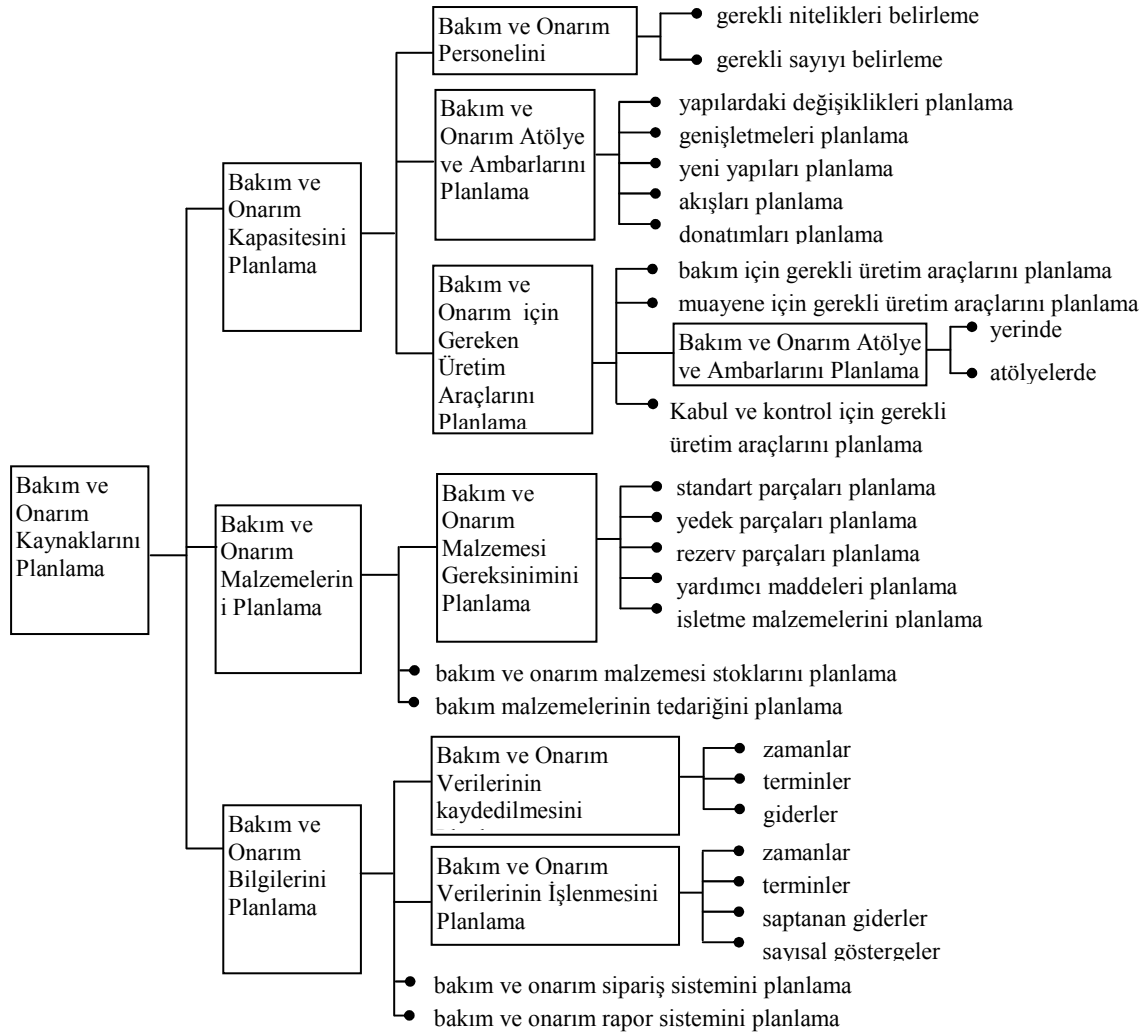 Bakım ve
Onarım
Kaynaklarını
Planlama
Bakım ve
Onarım
Kapasitesini
Planlama
Bakım ve Onarım
Personelini
gerekli nitelikleri belirleme
gerekli sayıyı belirleme
Bakım ve
Onarım Atölye
ve Ambarlarını
Planlama
yapılardaki değişiklikleri planlama
genişletmeleri planlama
yeni yapıları planlama
akışları planlama
donatımları planlama
Bakım ve
Onarım için
Gereken
Üretim
Araçlarını
Planlama
bakım için gerekli üretim araçlarını planlama
muayene için gerekli üretim araçlarını planlama
Bakım ve Onarım Atölye
ve Ambarlarını Planlama
yerinde
atölyelerde
Kabul ve kontrol için gerekli
üretim araçlarını planlama
Bakım ve
Onarım
Malzemelerin
i Planlama
Bakım ve
Onarım
Malzemesi
Gereksinimini
Planlama
standart parçaları planlama
yedek parçaları planlama
rezerv parçaları planlama
yardımcı maddeleri planlama
işletme malzemelerini planlama
bakım ve onarım malzemesi stoklarını planlama
bakım malzemelerinin tedariğini planlama
Bakım ve
Onarım
Bilgilerini
Planlama
Bakım ve Onarım
Verilerinin
kaydedilmesini
zamanlar
terminler
giderler
Bakım ve Onarım
Verilerinin İşlenmesini
Planlama
zamanlar
terminler
saptanan giderler
sayısal göstergeler
bakım ve onarım sipariş sistemini planlama
bakım ve onarım rapor sistemini planlama